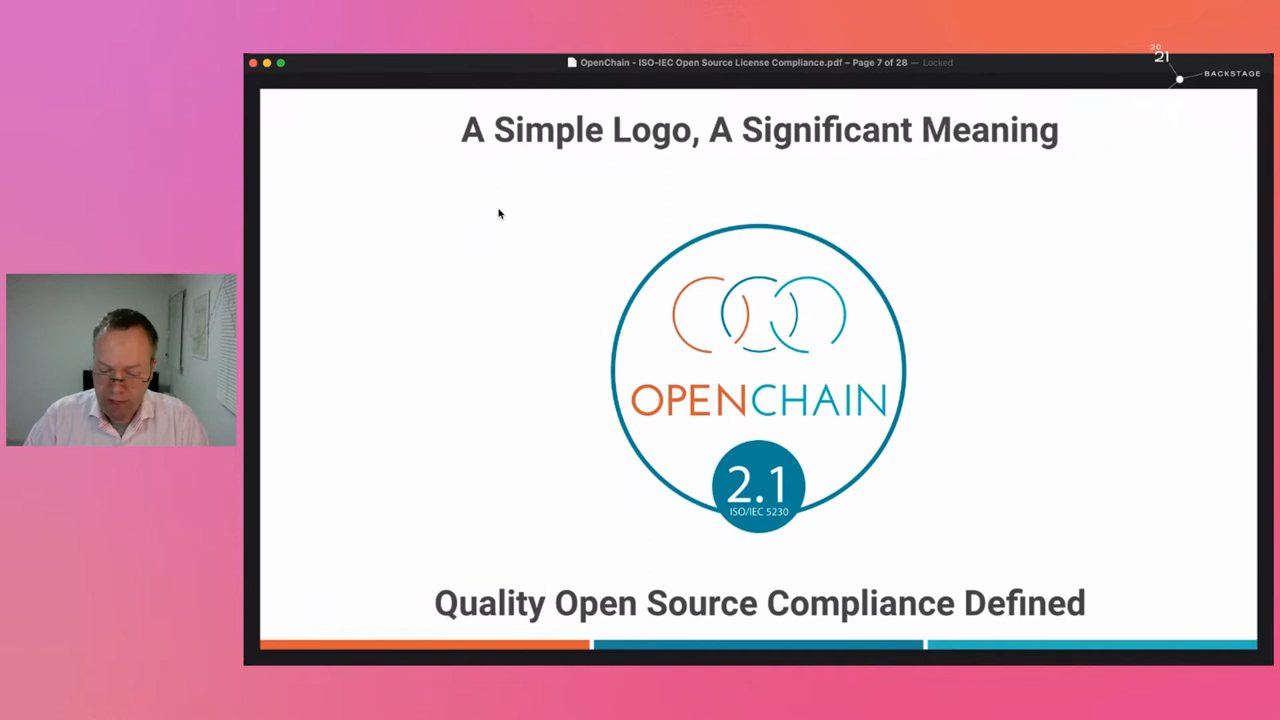 20
21
BACKSTAGE
OpenChain - ISO-IEC Open Source License Compliance.pdf – Page 7 of 28 — Locked
A Simple Logo, A Significant Meaning
OPENCHAIN
2.1
ISO/IEC 5230
Quality Open Source Compliance Defined